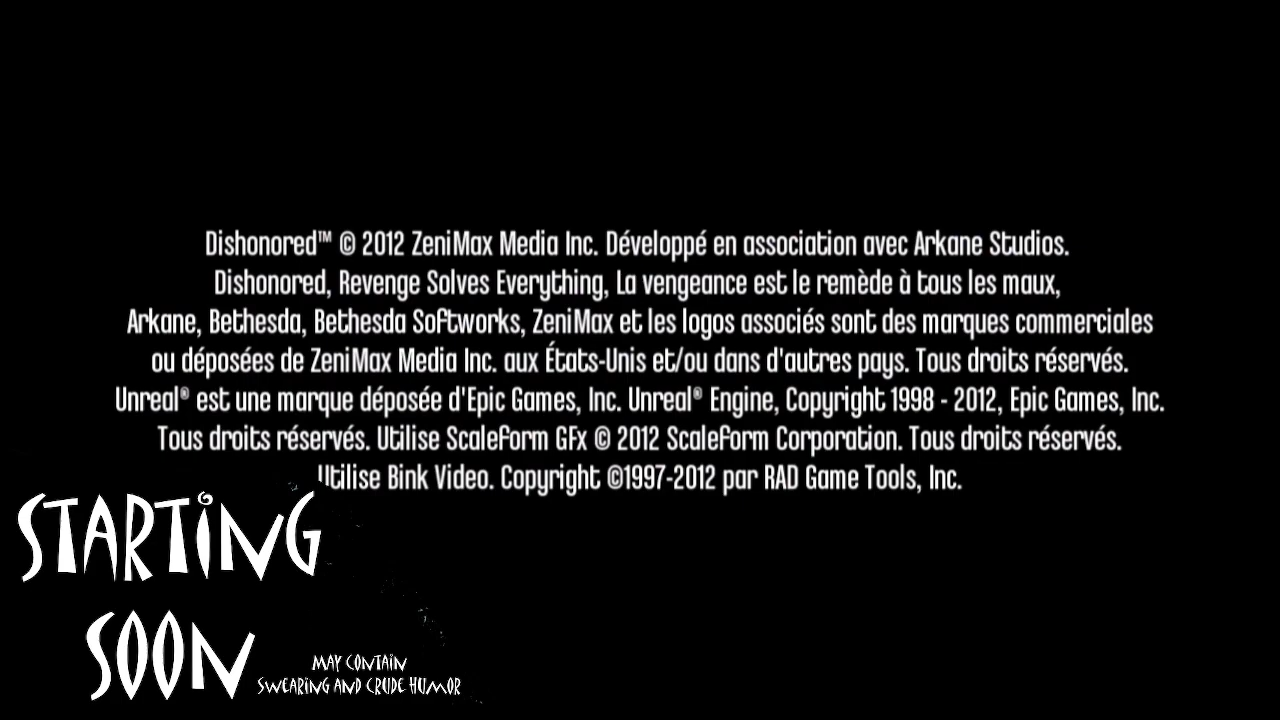 Dishonored™ © 2012 ZeniMax Media Inc. Développé en association avec Arkane Studios.
Dishonored, Revenge Solves Everything, La vengeance est le remède à tous les maux,
Arkane, Bethesda, Bethesda Softworks, ZeniMax et les logos associés sont des marques commerciales
ou déposées de ZeniMax Media Inc. aux États-Unis et/ou dans d'autres pays. Tous droits réservés.
Unreal® est une marque déposée d'Epic Games, Inc. Unreal® Engine, Copyright 1998 - 2012, Epic Games, Inc.
Tous droits réservés. Utilise Scaleform GFx © 2012 Scaleform Corporation. Tous droits réservés.
Utilise Bink Video. Copyright ©1997-2012 par RAD Game Tools, Inc.
STARTING
SOON
MAY CONTAIN
SWEARING AND CRUDE HUMOR